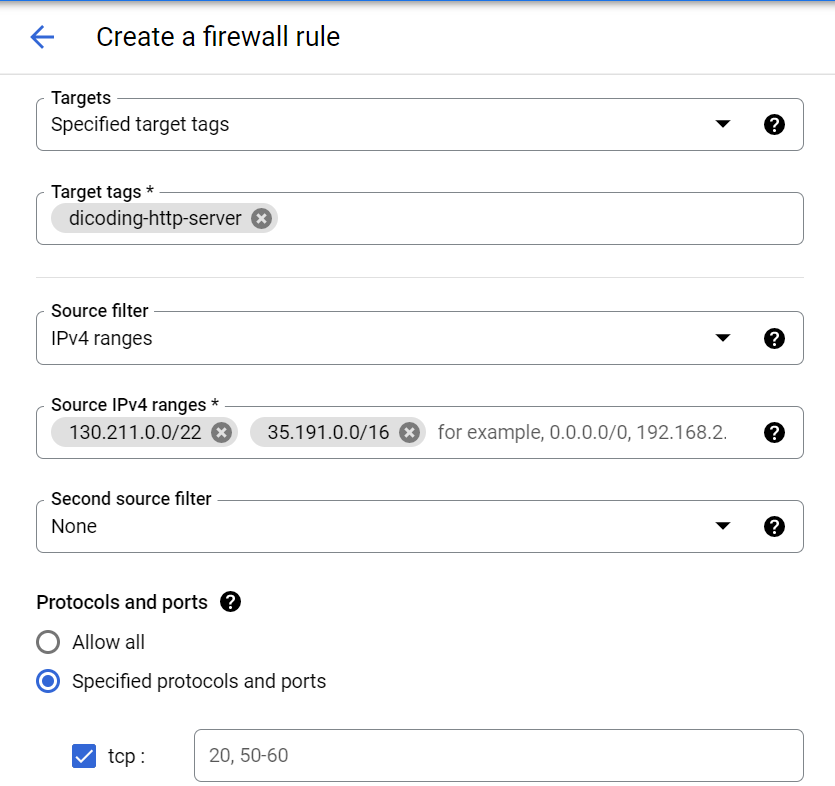 Create a firewall rule
Targets
Specified target tags
Target tags *
dicoding-http-server
Source filter
IPv4 ranges
Source IPv4 ranges *
130.211.0.0/22 35.191.0.0/16 for example, 0.0.0.0/0, 192.168.2.
Second source filter
None
Protocols and ports
Allow all
Specified protocols and ports
tcp : 20, 50-60